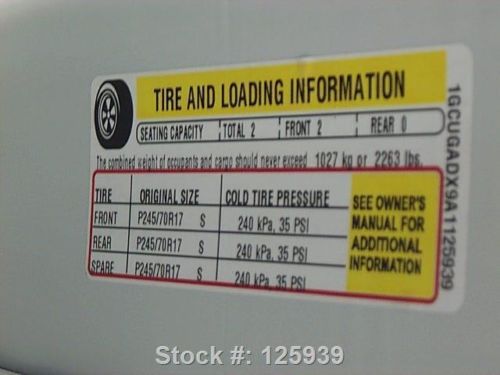 TIRE AND LOADING INFORMATION
SEATING CAPACITY TOTAL 2 FRONT 2 REAR 0
The combined weight of occupants and cargo should never exceed 1027 kg or 2263 lbs.
TIRE ORIGINAL SIZE COLD TIRE PRESSURE
FRONT P245/70R17 S 240 kPa, 35 PSI
REAR P245/70R17 S 240 kPa, 35 PSI
SPARE P245/70R17 S 240 kPa, 35 PSI
SEE OWNER'S
MANUAL FOR
ADDITIONAL
INFORMATION
1GCUGADX9A1125939
Stock #: 125939